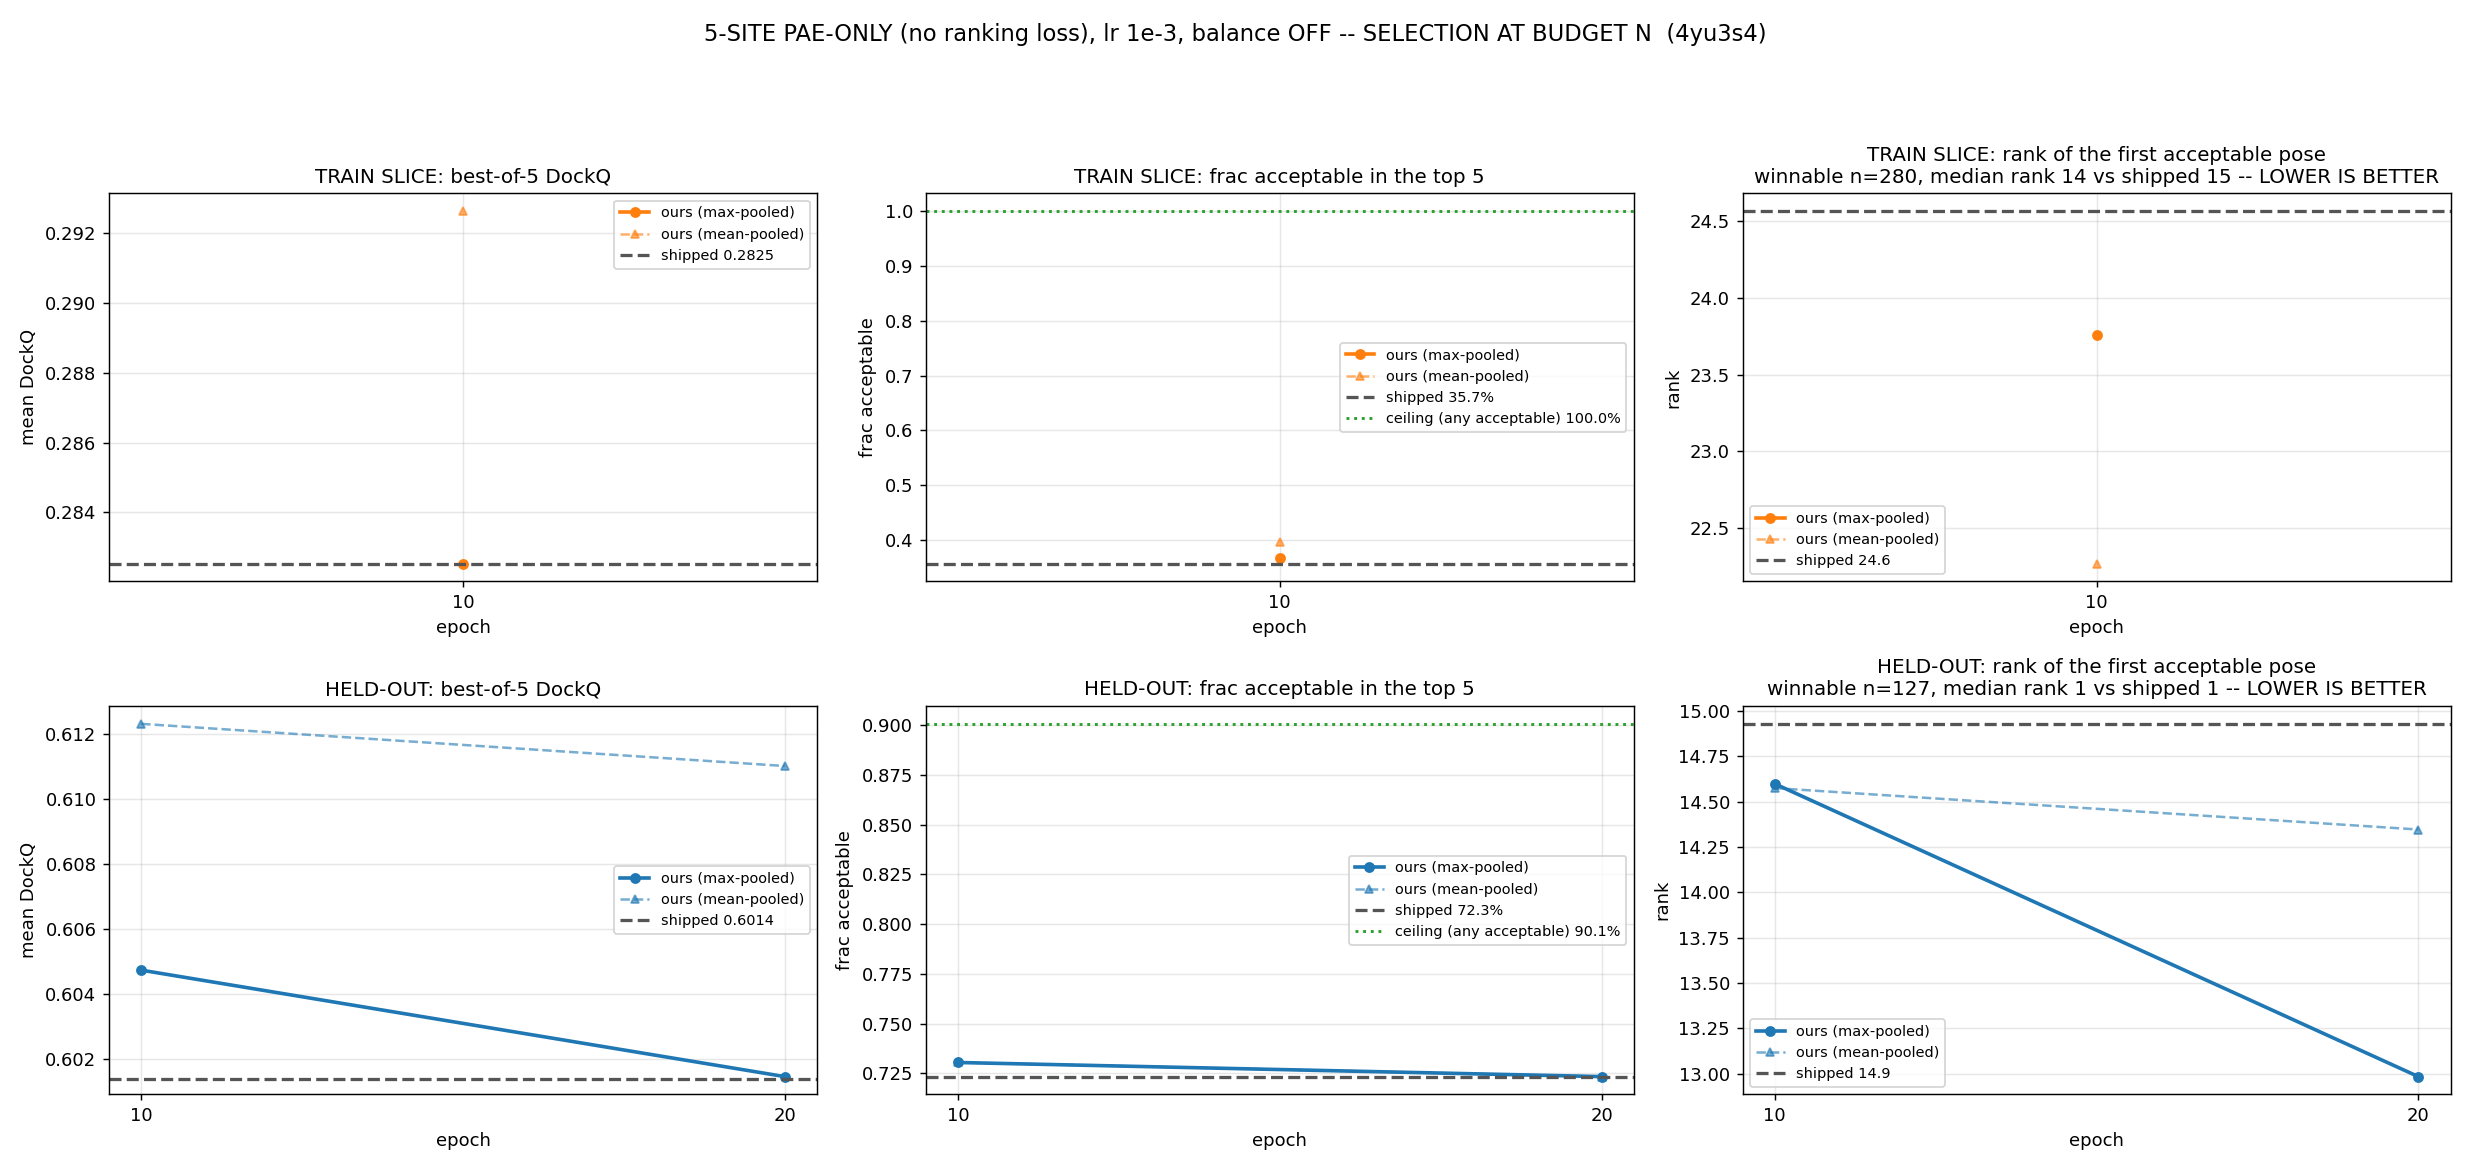 5-SITE PAE-ONLY (no ranking loss), lr 1e-3, balance OFF -- SELECTION AT BUDGET N  (4yu3s4)
TRAIN SLICE: best-of-5 DockQ
mean DockQ
0.292
0.290
0.288
0.286
0.284
10
epoch
ours (max-pooled)
ours (mean-pooled)
shipped 0.2825
TRAIN SLICE: frac acceptable in the top 5
frac acceptable
1.0
0.9
0.8
0.7
0.6
0.5
0.4
10
epoch
ours (max-pooled)
ours (mean-pooled)
shipped 35.7%
ceiling (any acceptable) 100.0%
TRAIN SLICE: rank of the first acceptable pose
winnable n=280, median rank 14 vs shipped 15 -- LOWER IS BETTER
rank
24.5
24.0
23.5
23.0
22.5
10
epoch
ours (max-pooled)
ours (mean-pooled)
shipped 24.6
HELD-OUT: best-of-5 DockQ
mean DockQ
0.612
0.610
0.608
0.606
0.604
0.602
10
20
epoch
ours (max-pooled)
ours (mean-pooled)
shipped 0.6014
HELD-OUT: frac acceptable in the top 5
frac acceptable
0.900
0.875
0.850
0.825
0.800
0.775
0.750
0.725
10
20
epoch
ours (max-pooled)
ours (mean-pooled)
shipped 72.3%
ceiling (any acceptable) 90.1%
HELD-OUT: rank of the first acceptable pose
winnable n=127, median rank 1 vs shipped 1 -- LOWER IS BETTER
rank
15.00
14.75
14.50
14.25
14.00
13.75
13.50
13.25
13.00
10
20
epoch
ours (max-pooled)
ours (mean-pooled)
shipped 14.9